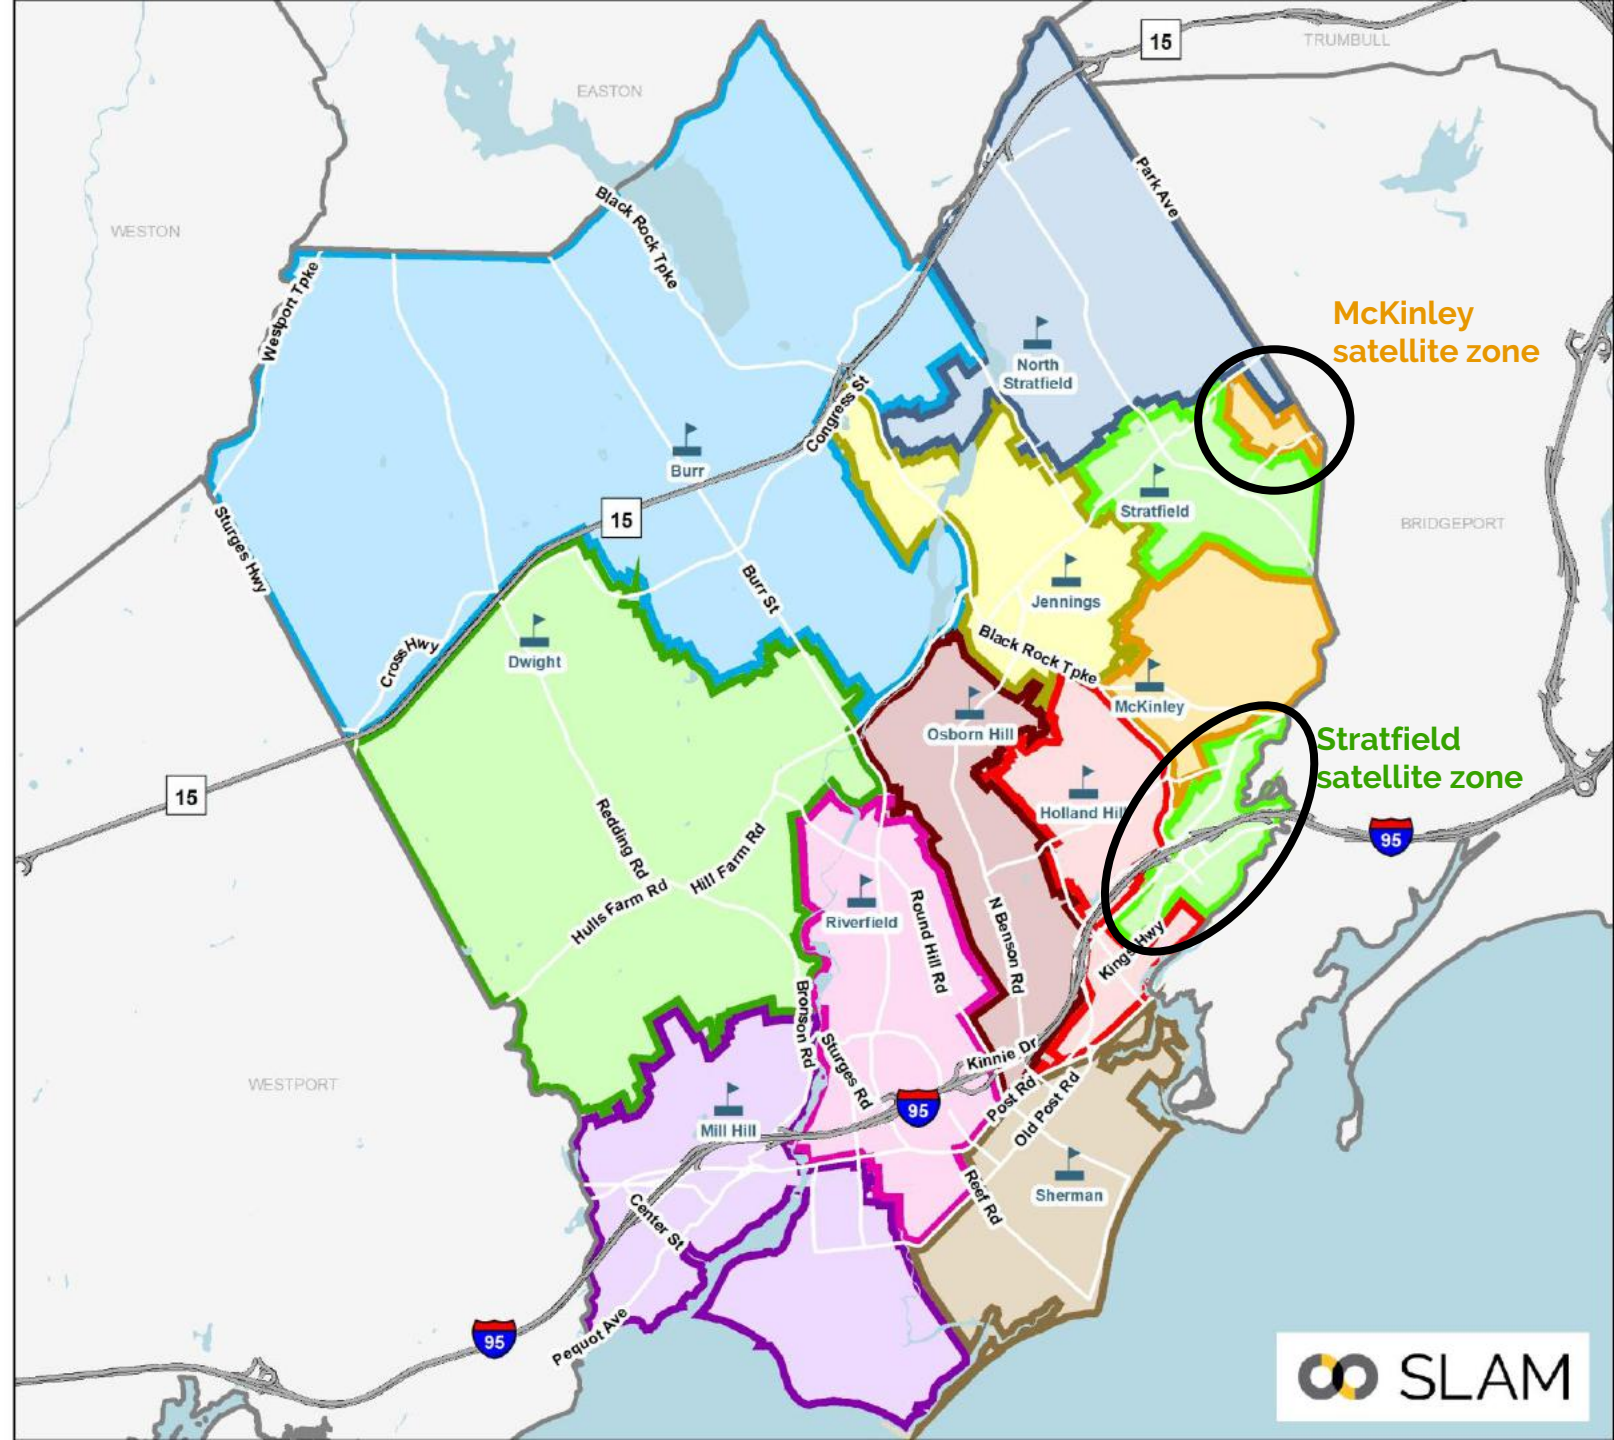 15
TRUMBULL
EASTON
Park Ave
Black Rock Tpke
WESTON
Westport Tpke
McKinley
satellite zone
North
Stratfield
Congress St
Burr
15
Stratfield
BRIDGEPORT
Sturges Hwy
Burr St
Jennings
Black Rock Tpke
Cross Hwy
Dwight
McKinley
Osborn Hill
Stratfield
satellite zone
15
Holland Hill
95
Redding Rd
Hill Farm Rd
Hulls Farm Rd
Riverfield
Round Hill Rd
N Benson Rd
Kings Hwy
Bronson Rd
Sturges Rd
Kinnie Dr
WESTPORT
Mill Hill
95
Post Rd
Old Post Rd
Sherman
Reef Rd
Center St
95
Pequot Ave
SLAM